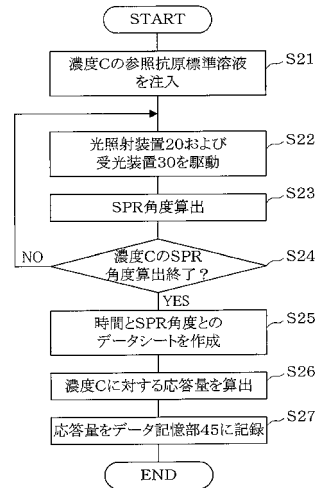 START
濃度Cの参照抗原標準溶液
を注入
S21
光照射装置20および
受光装置30を駆動
S22
SPR角度算出
S23
濃度CのSPR
角度算出終了？
S24
NO
YES
時間とSPR角度との
データシートを作成
S25
濃度Cに対する応答量を算出
S26
応答量をデータ記憶部45に記録
S27
END